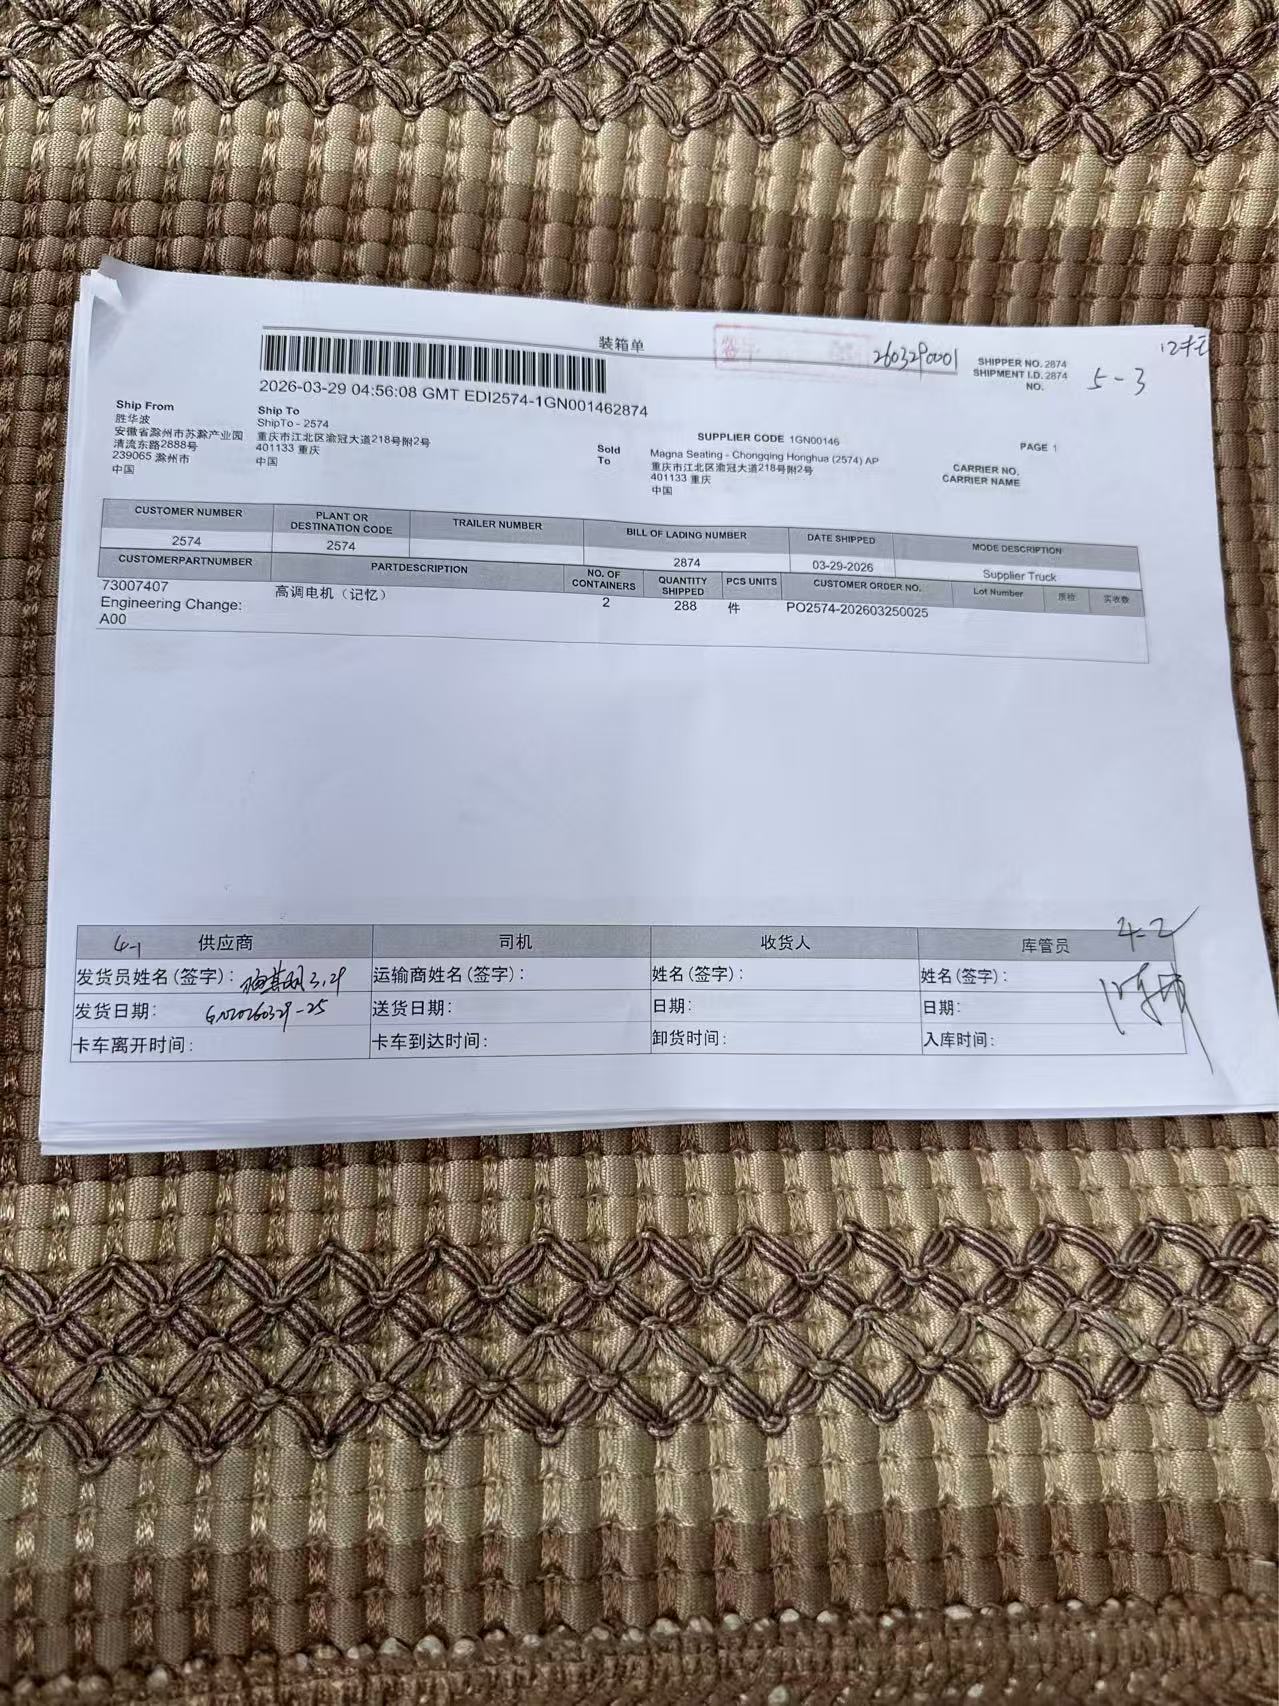 装箱单
2603290001
SHIPPER NO. 2874
SHIPMENT I.D. 2874
NO.
5-3
2026-03-29 04:56:08 GMT EDI2574-1GN001462874
Ship From
胜华波
安徽省滁州市苏滁产业园
清流东路2888号
239065 滁州市
中国
Ship To
ShipTo - 2574
重庆市江北区渝冠大道218号附2号
401133 重庆
中国
Sold To
SUPPLIER CODE 1GN00146
Magna Seating - Chongqing Honghua (2574) AP
重庆市江北区渝冠大道218号附2号
401133 重庆
中国
PAGE 1
CARRIER NO.
CARRIER NAME
CUSTOMER NUMBER PLANT OR DESTINATION CODE TRAILER NUMBER BILL OF LADING NUMBER DATE SHIPPED MODE DESCRIPTION
2574 2574 2874 03-29-2026 Supplier Truck
CUSTOMERPARTNUMBER PARTDESCRIPTION NO. OF CONTAINERS QUANTITY SHIPPED PCS UNITS CUSTOMER ORDER NO. Lot Number 质检 实收数
73007407 高调电机（记忆） 2 288 件 PO2574-202603250025
Engineering Change:
A00
4-1 供应商 司机 收货人 库管员 4-2
发货员姓名(签字): 3.29 运输商姓名(签字): 姓名(签字): 姓名(签字):
发货日期: GN20260329-25 送货日期: 日期: 日期:
卡车离开时间: 卡车到达时间: 卸货时间: 入库时间: